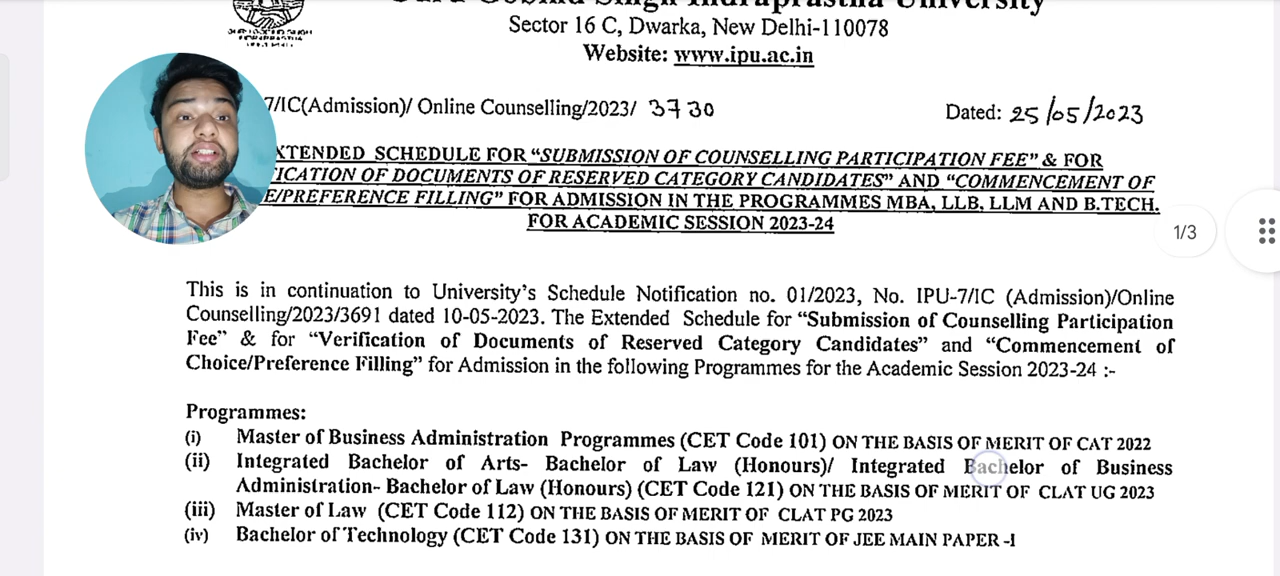 Guru Gobind Singh Indraprastha University
Sector 16 C, Dwarka, New Delhi-110078
Website: www.ipu.ac.in
7/IC(Admission)/ Online Counselling/2023/ 3730
Dated: 25/05/2023
XTENDED SCHEDULE FOR “SUBMISSION OF COUNSELLING PARTICIPATION FEE” & FOR
ICATION OF DOCUMENTS OF RESERVED CATEGORY CANDIDATES” AND “COMMENCEMENT OF
E/PREFERENCE FILLING” FOR ADMISSION IN THE PROGRAMMES MBA, LLB, LLM AND B.TECH.
FOR ACADEMIC SESSION 2023-24
1/3
This is in continuation to University’s Schedule Notification no. 01/2023, No. IPU-7/IC (Admission)/Online
Counselling/2023/3691 dated 10-05-2023. The Extended Schedule for “Submission of Counselling Participation
Fee” & for “Verification of Documents of Reserved Category Candidates” and “Commencement of
Choice/Preference Filling” for Admission in the following Programmes for the Academic Session 2023-24 :-
Programmes:
(i) Master of Business Administration Programmes (CET Code 101) ON THE BASIS OF MERIT OF CAT 2022
(ii) Integrated Bachelor of Arts- Bachelor of Law (Honours)/ Integrated Bachelor of Business
Administration- Bachelor of Law (Honours) (CET Code 121) ON THE BASIS OF MERIT OF CLAT UG 2023
(iii) Master of Law (CET Code 112) ON THE BASIS OF MERIT OF CLAT PG 2023
(iv) Bachelor of Technology (CET Code 131) ON THE BASIS OF MERIT OF JEE MAIN PAPER -I